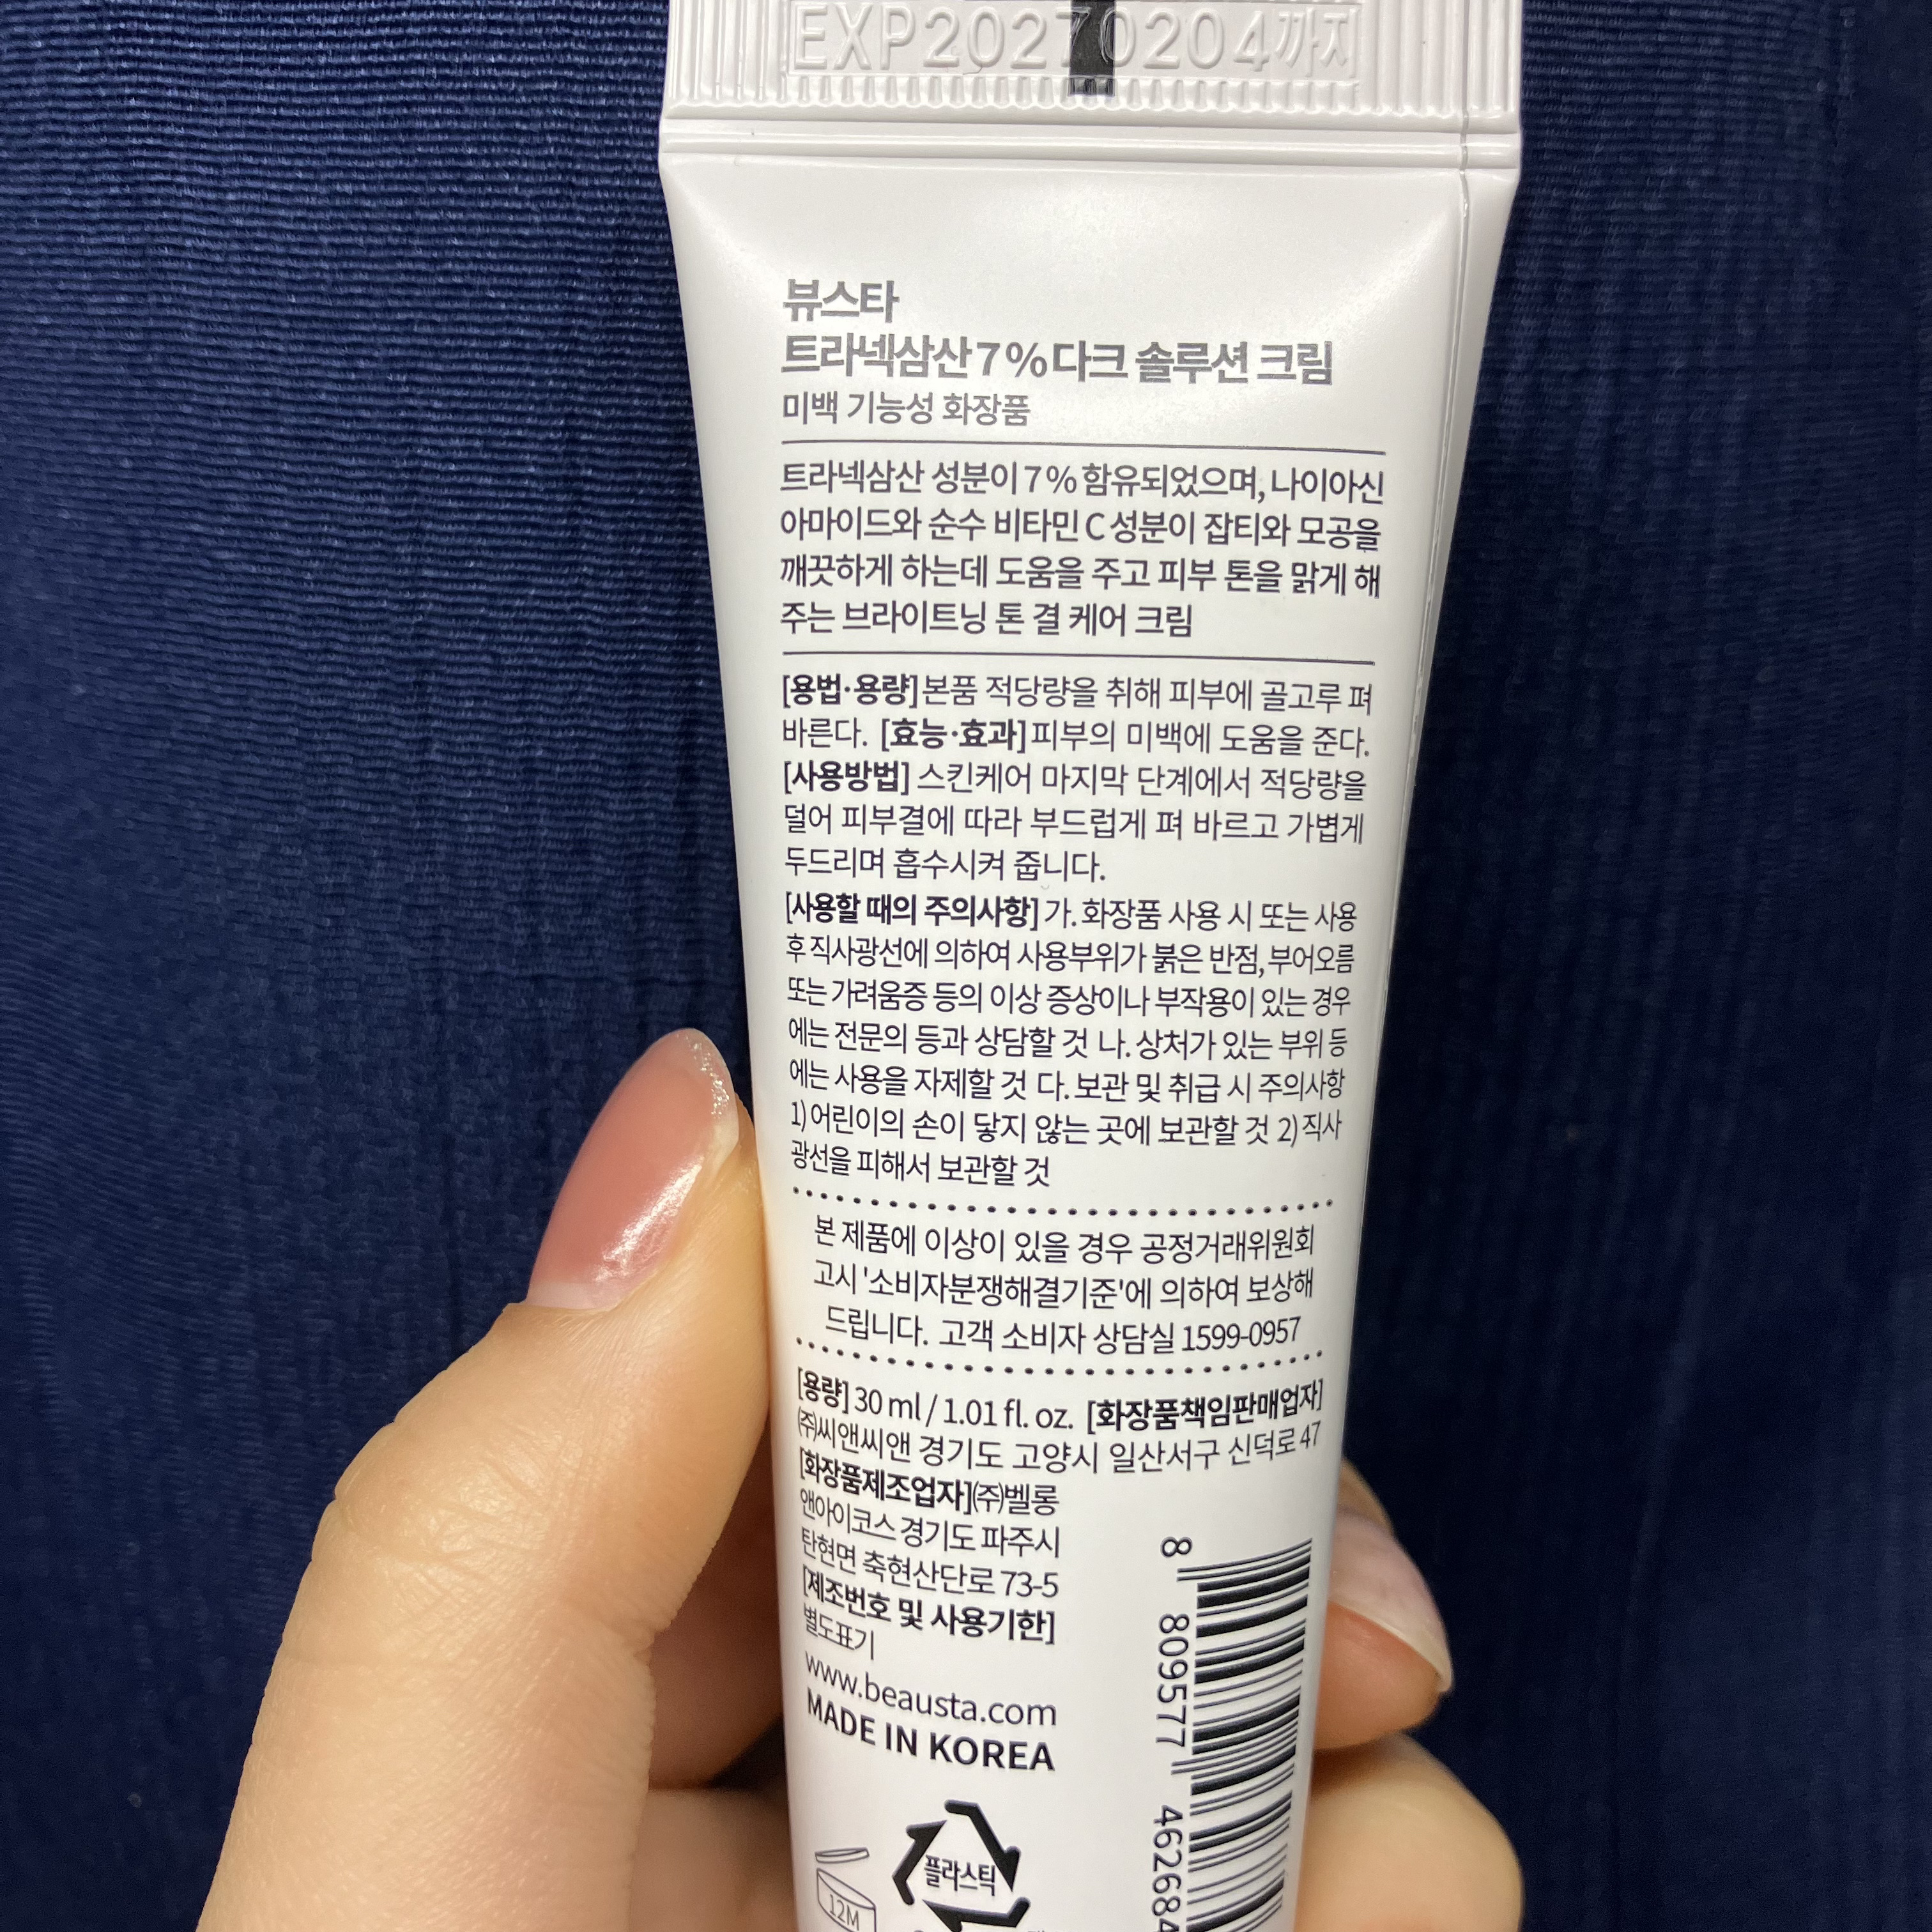 EXP20270204까지
뷰스타
트라넥삼산 7% 다크 솔루션 크림
미백 기능성 화장품
트라넥삼산 성분이 7% 함유되었으며, 나이아신
아마이드와 순수 비타민 C 성분이 잡티와 모공을
깨끗하게 하는데 도움을 주고 피부 톤을 맑게 해
주는 브라이트닝 톤 결 케어 크림
[용법·용량] 본품 적당량을 취해 피부에 골고루 펴
바른다. [효능·효과] 피부의 미백에 도움을 준다.
[사용방법] 스킨케어 마지막 단계에서 적당량을
덜어 피부결에 따라 부드럽게 펴 바르고 가볍게
두드리며 흡수시켜 줍니다.
[사용할 때의 주의사항] 가. 화장품 사용 시 또는 사용
후 직사광선에 의하여 사용부위가 붉은 반점, 부어오름
또는 가려움증 등의 이상 증상이나 부작용이 있는 경우
에는 전문의 등과 상담할 것 나. 상처가 있는 부위 등
에는 사용을 자제할 것 다. 보관 및 취급 시 주의사항
1) 어린이의 손이 닿지 않는 곳에 보관할 것 2) 직사
광선을 피해서 보관할 것
본 제품에 이상이 있을 경우 공정거래위원회
고시 '소비자분쟁해결기준'에 의하여 보상해
드립니다. 고객 소비자 상담실 1599-0957
[용량] 30 ml / 1.01 fl. oz. [화장품책임판매업자]
(주)씨앤씨앤 경기도 고양시 일산서구 신덕로 47
[화장품제조업자] (주)벨롱
앤아이코스 경기도 파주시
탄현면 축현산단로 73-5
[제조번호 및 사용기한]
별도표기
www.beausta.com
MADE IN KOREA
플라스틱
12M
8 809577 462684